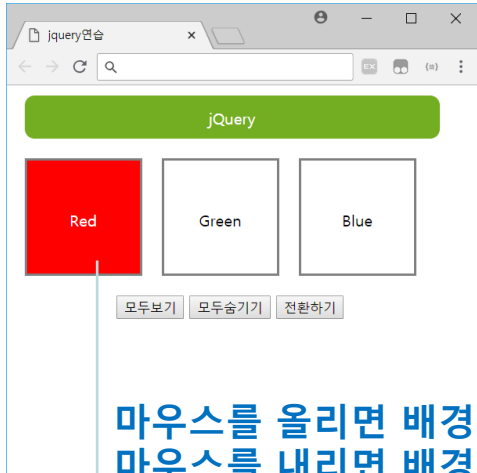 jquery연습
EX
{≡}
jQuery
Red Green Blue
모두보기 모두숨기기 전환하기
마우스를 올리면 배경
마우스를 내리면 배경